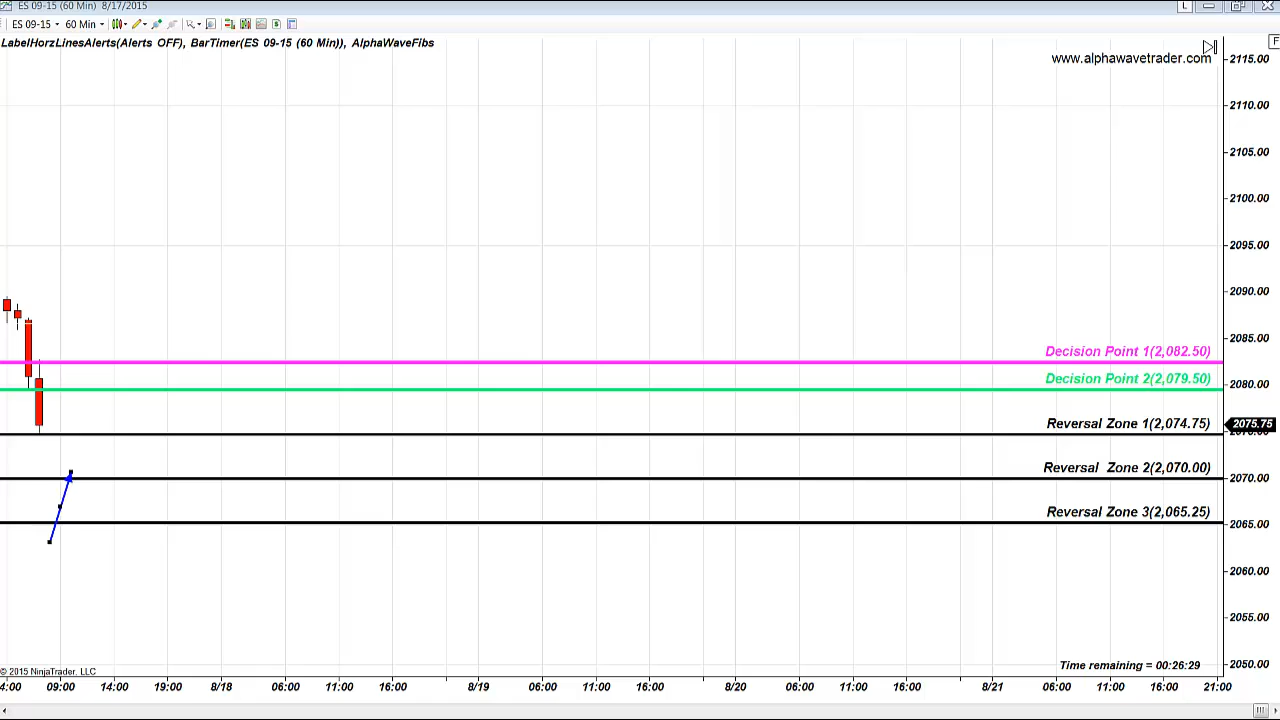 ES 09-15 (60 Min) 8/17/2015
L
ES 09-15 60 Min
LabelHorzLinesAlerts(Alerts OFF), BarTimer(ES 09-15 (60 Min)), AlphaWaveFibs
F
www.alphawavetrader.com
2115.00
2110.00
2105.00
2100.00
2095.00
2090.00
2085.00
Decision Point 1(2,082.50)
Decision Point 2(2,079.50)
2080.00
Reversal Zone 1(2,074.75)
2075.75
Reversal Zone 2(2,070.00)
2070.00
Reversal Zone 3(2,065.25)
2065.00
2060.00
2055.00
Time remaining = 00:26:29
2050.00
© 2015 NinjaTrader, LLC
4:00 09:00 14:00 19:00 8/18 06:00 11:00 16:00 8/19 06:00 11:00 16:00 8/20 06:00 11:00 16:00 8/21 06:00 11:00 16:00 21:00